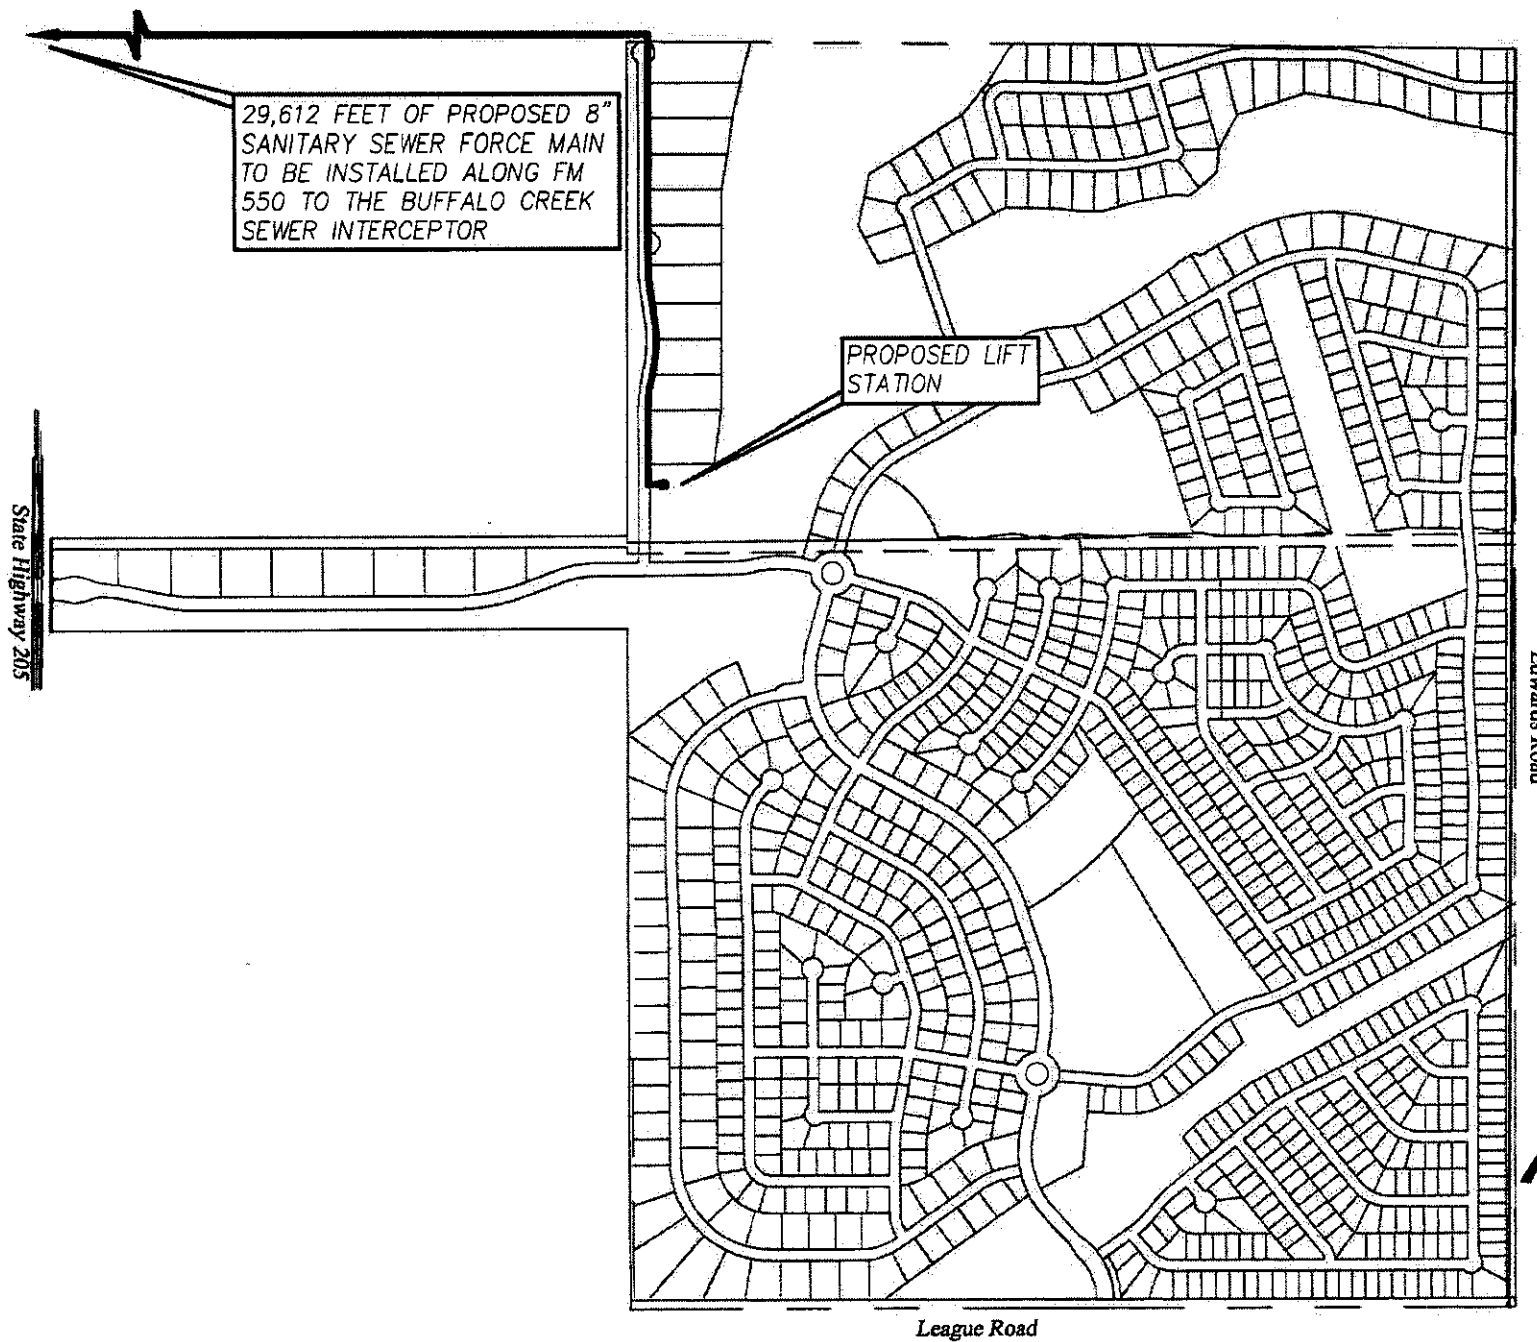 29,612 FEET OF PROPOSED 8"
SANITARY SEWER FORCE MAIN
TO BE INSTALLED ALONG FM
550 TO THE BUFFALO CREEK
SEWER INTERCEPTOR
PROPOSED LIFT
STATION
State Highway 205
League Road